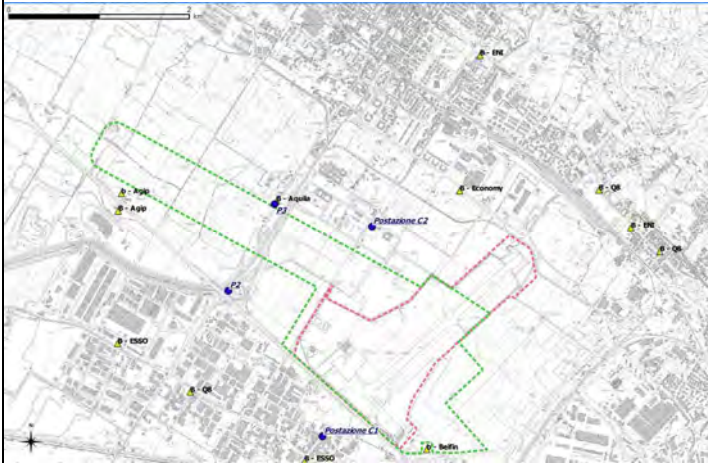 0 2
km
B - ENI
b - Agip
B - Agip
B - Aquila
P3
B - Economy
B - Q8
Postazione C2
B - ENI
B - Q8
P2
B - ESSO
B - Q8
Postazione C1
b - Belfin
B - ESSO
N